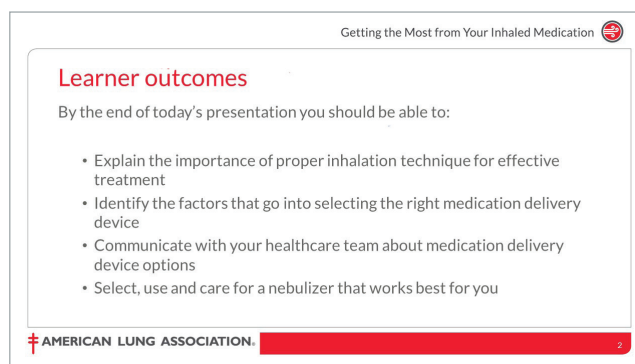 Getting the Most from Your Inhaled Medication
Learner outcomes
By the end of today's presentation you should be able to:
• Explain the importance of proper inhalation technique for effective
treatment
• Identify the factors that go into selecting the right medication delivery
device
• Communicate with your healthcare team about medication delivery
device options
• Select, use and care for a nebulizer that works best for you
AMERICAN LUNG ASSOCIATION®
2